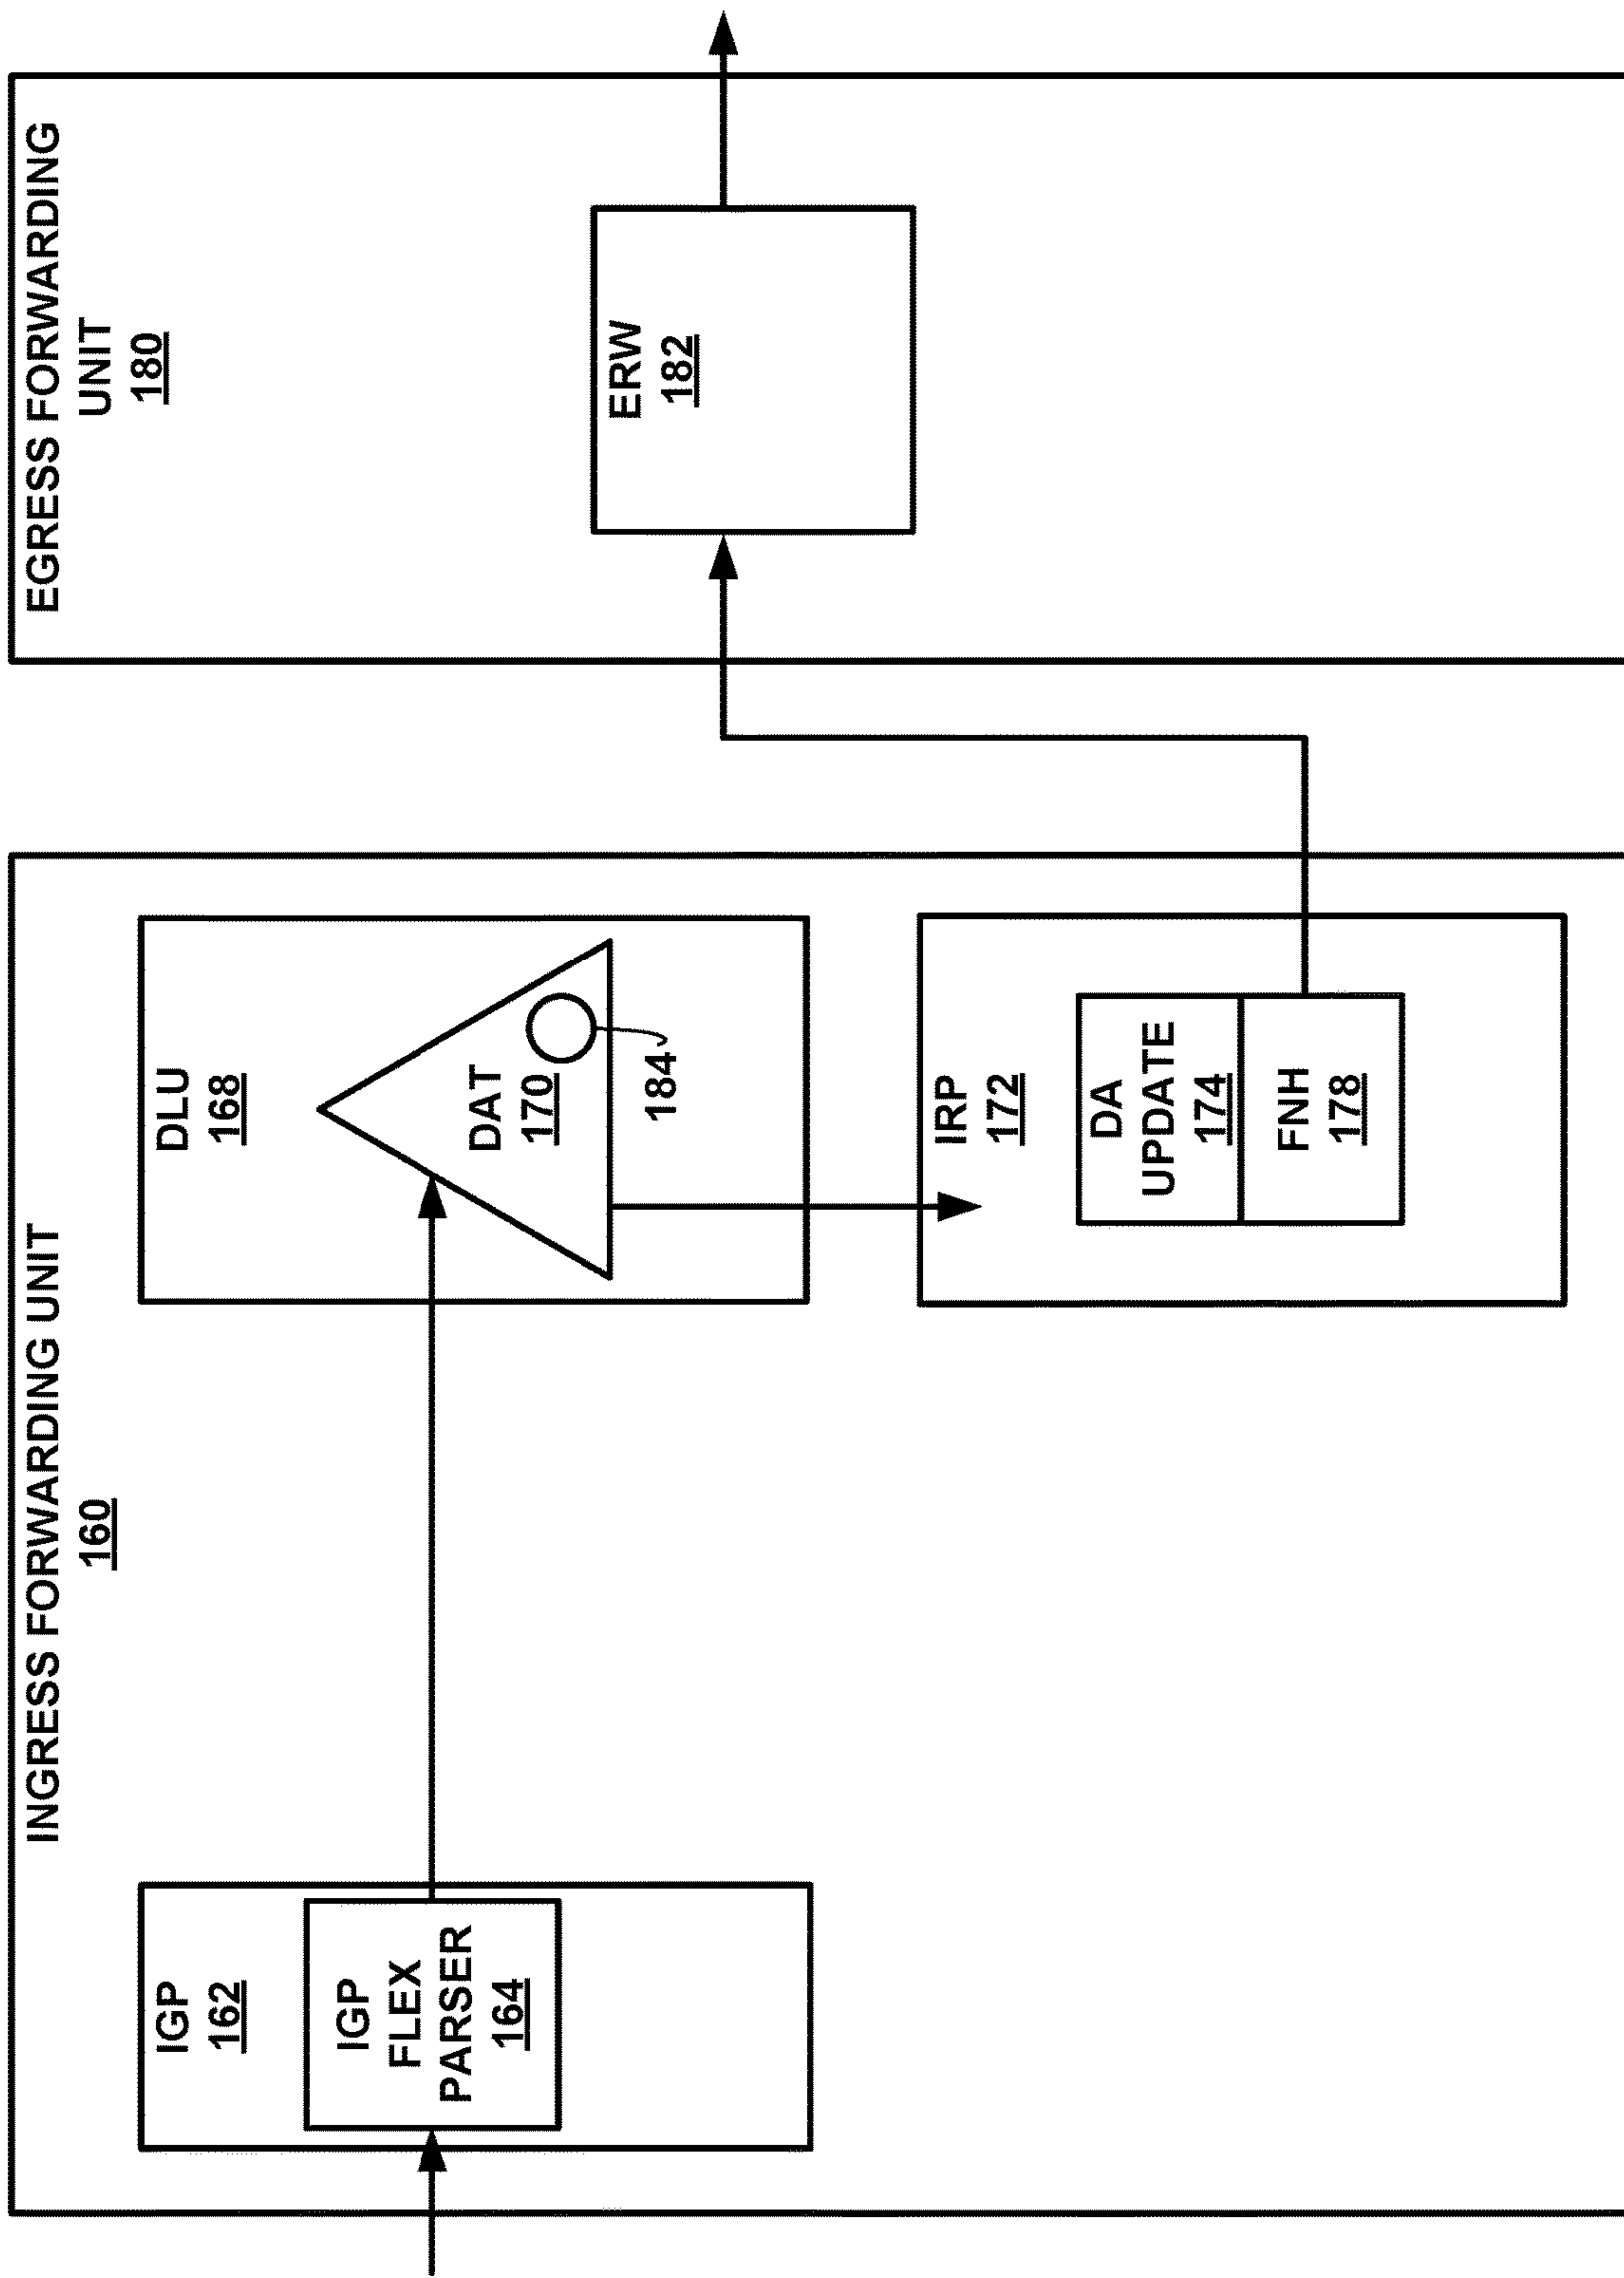 INGRESS FORWARDING UNIT
160
IGP
162
IGP
FLEX
PARSER
164
DLU
168
DAT
170
184
IRP
172
DA
UPDATE
174
FNH
178
EGRESS FORWARDING
UNIT
180
ERW
182